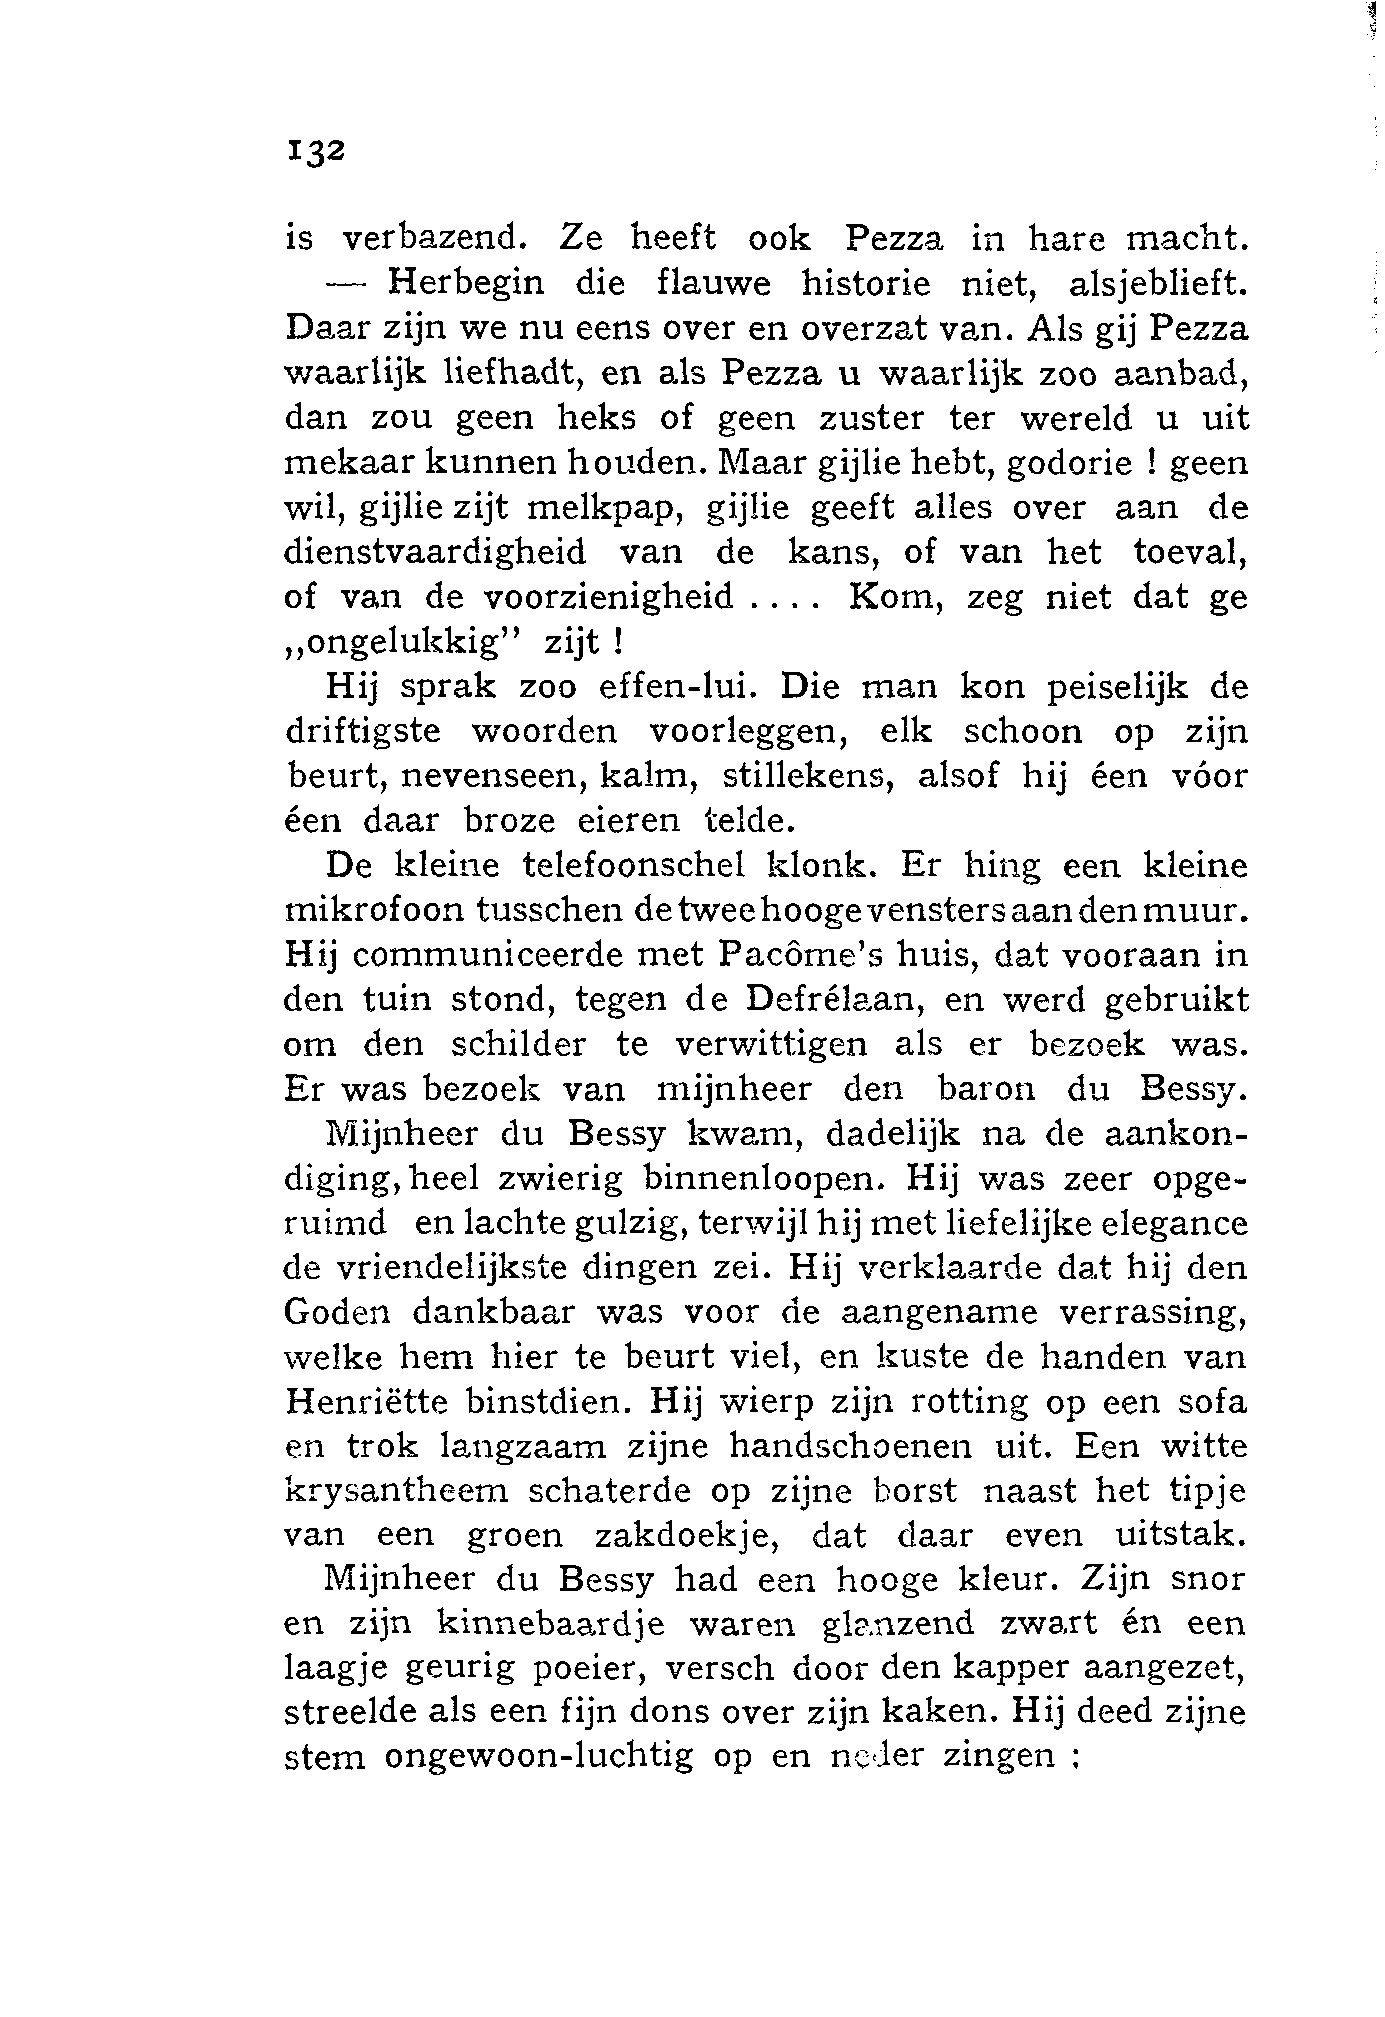 132
is verbazend. Ze heeft ook Pezza in hare macht.
— Herbegin die flauwe historie niet, alsjeblieft.
Daar zijn we nu eens over en overzat van. Als gij Pezza
waarlijk liefhadt, en als Pezza u waarlijk zoo aanbad,
dan zou geen heks of geen zuster ter wereld u uit
mekaar kunnen houden. Maar gijlie hebt, godorie ! geen
wil, gijlie zijt melkpap, gijlie geeft alles over aan de
dienstvaardigheid van de kans, of van het toeval,
of van de voorzienigheid .... Kom, zeg niet dat ge
,,ongelukkig” zijt !
Hij sprak zoo effen-lui. Die man kon peiselijk de
driftigste woorden voorleggen, elk schoon op zijn
beurt, nevenseen, kalm, stillekens, alsof hij éen vóor
éen daar broze eieren telde.
De kleine telefoonschel klonk. Er hing een kleine
mikrofoon tusschen de twee hooge vensters aan den muur.
Hij communiceerde met Pacôme's huis, dat vooraan in
den tuin stond, tegen de Defrélaan, en werd gebruikt
om den schilder te verwittigen als er bezoek was.
Er was bezoek van mijnheer den baron du Bessy.
Mijnheer du Bessy kwam, dadelijk na de aankon-
diging, heel zwierig binnenloopen. Hij was zeer opge-
ruimd en lachte gulzig, terwijl hij met liefelijke elegance
de vriendelijkste dingen zei. Hij verklaarde dat hij den
Goden dankbaar was voor de aangename verrassing,
welke hem hier te beurt viel, en kuste de handen van
Henriëtte binstdien. Hij wierp zijn rotting op een sofa
en trok langzaam zijne handschoenen uit. Een witte
krysantheem schaterde op zijne borst naast het tipje
van een groen zakdoekje, dat daar even uitstak.
Mijnheer du Bessy had een hooge kleur. Zijn snor
en zijn kinnebaardje waren glanzend zwart én een
laagje geurig poeier, versch door den kapper aangezet,
streelde als een fijn dons over zijn kaken. Hij deed zijne
stem ongewoon-luchtig op en neder zingen :